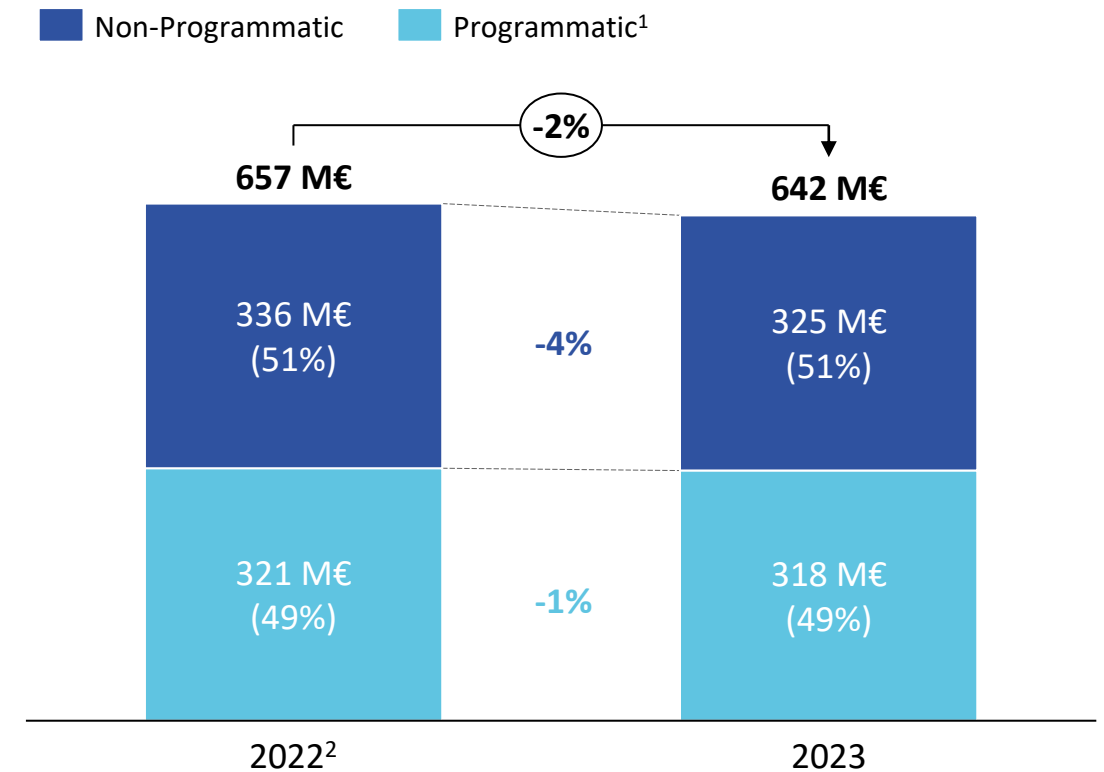 Non-Programmatic
Programmatic¹
-2%
657 M€
642 M€
336 M€
(51%)
-4%
325 M€
(51%)
321 M€
(49%)
-1%
318 M€
(49%)
2022²
2023